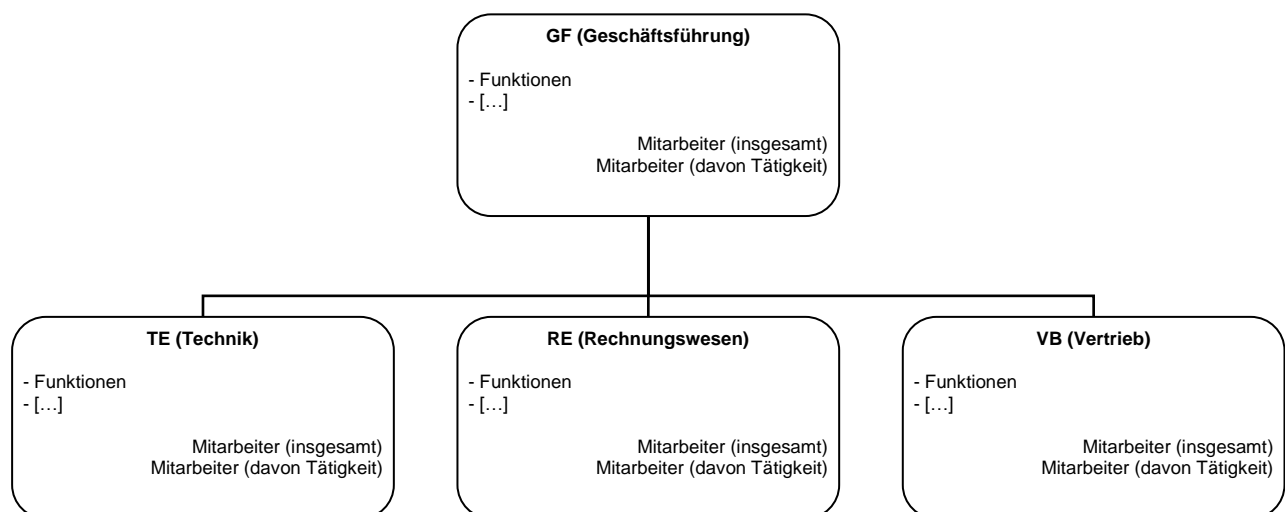 GF (Geschäftsführung)
- Funktionen
- […]
Mitarbeiter (insgesamt)
Mitarbeiter (davon Tätigkeit)
TE (Technik)
- Funktionen
- […]
Mitarbeiter (insgesamt)
Mitarbeiter (davon Tätigkeit)
RE (Rechnungswesen)
- Funktionen
- […]
Mitarbeiter (insgesamt)
Mitarbeiter (davon Tätigkeit)
VB (Vertrieb)
- Funktionen
- […]
Mitarbeiter (insgesamt)
Mitarbeiter (davon Tätigkeit)